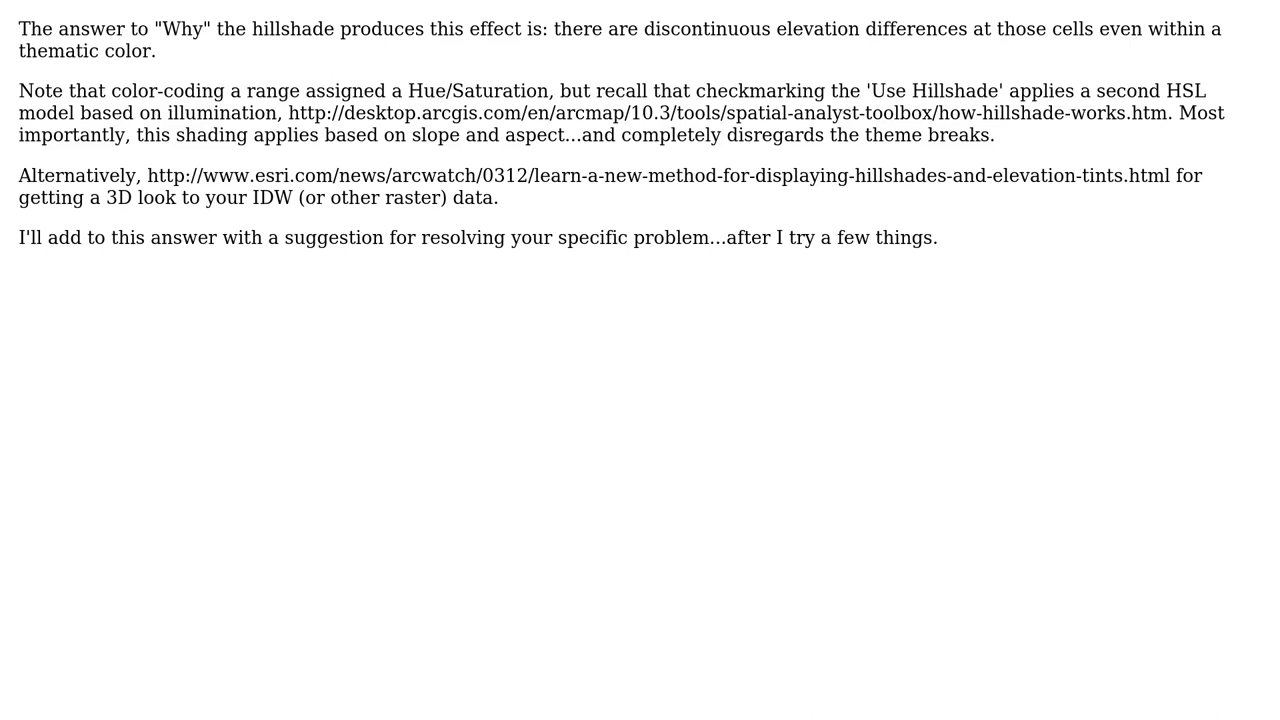 The answer to "Why" the hillshade produces this effect is: there are discontinuous elevation differences at those cells even within a
thematic color.
Note that color-coding a range assigned a Hue/Saturation, but recall that checkmarking the 'Use Hillshade' applies a second HSL
model based on illumination, http://desktop.arcgis.com/en/arcmap/10.3/tools/spatial-analyst-toolbox/how-hillshade-works.htm. Most
importantly, this shading applies based on slope and aspect...and completely disregards the theme breaks.
Alternatively, http://www.esri.com/news/arcwatch/0312/learn-a-new-method-for-displaying-hillshades-and-elevation-tints.html for
getting a 3D look to your IDW (or other raster) data.
I'll add to this answer with a suggestion for resolving your specific problem...after I try a few things.